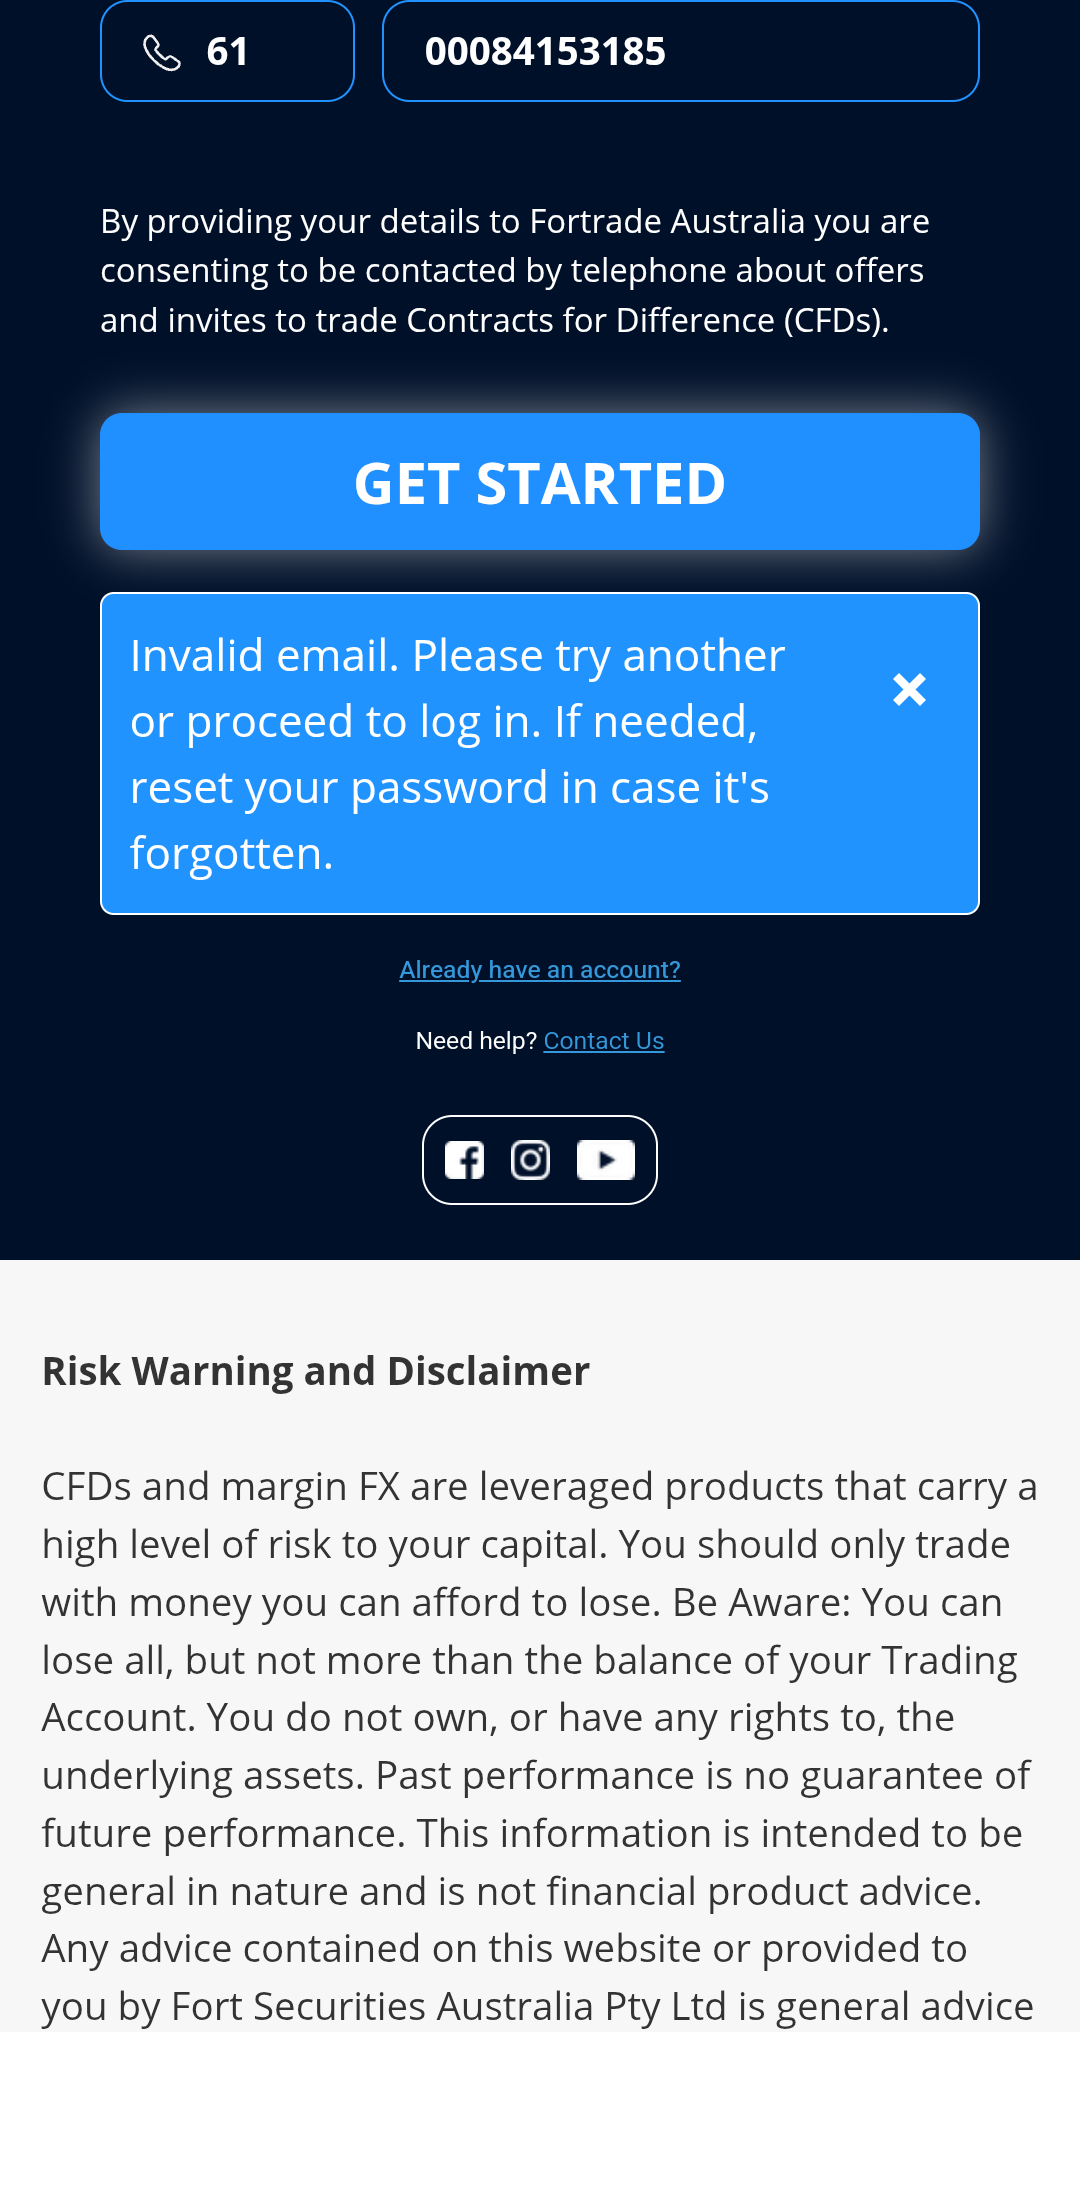 61
00084153185
By providing your details to Fortrade Australia you are
consenting to be contacted by telephone about offers
and invites to trade Contracts for Difference (CFDs).
GET STARTED
Invalid email. Please try another
or proceed to log in. If needed,
reset your password in case it's
forgotten.
Already have an account?
Need help? Contact Us
Risk Warning and Disclaimer
CFDs and margin FX are leveraged products that carry a
high level of risk to your capital. You should only trade
with money you can afford to lose. Be Aware: You can
lose all, but not more than the balance of your Trading
Account. You do not own, or have any rights to, the
underlying assets. Past performance is no guarantee of
future performance. This information is intended to be
general in nature and is not financial product advice.
Any advice contained on this website or provided to
you by Fort Securities Australia Pty Ltd is general advice